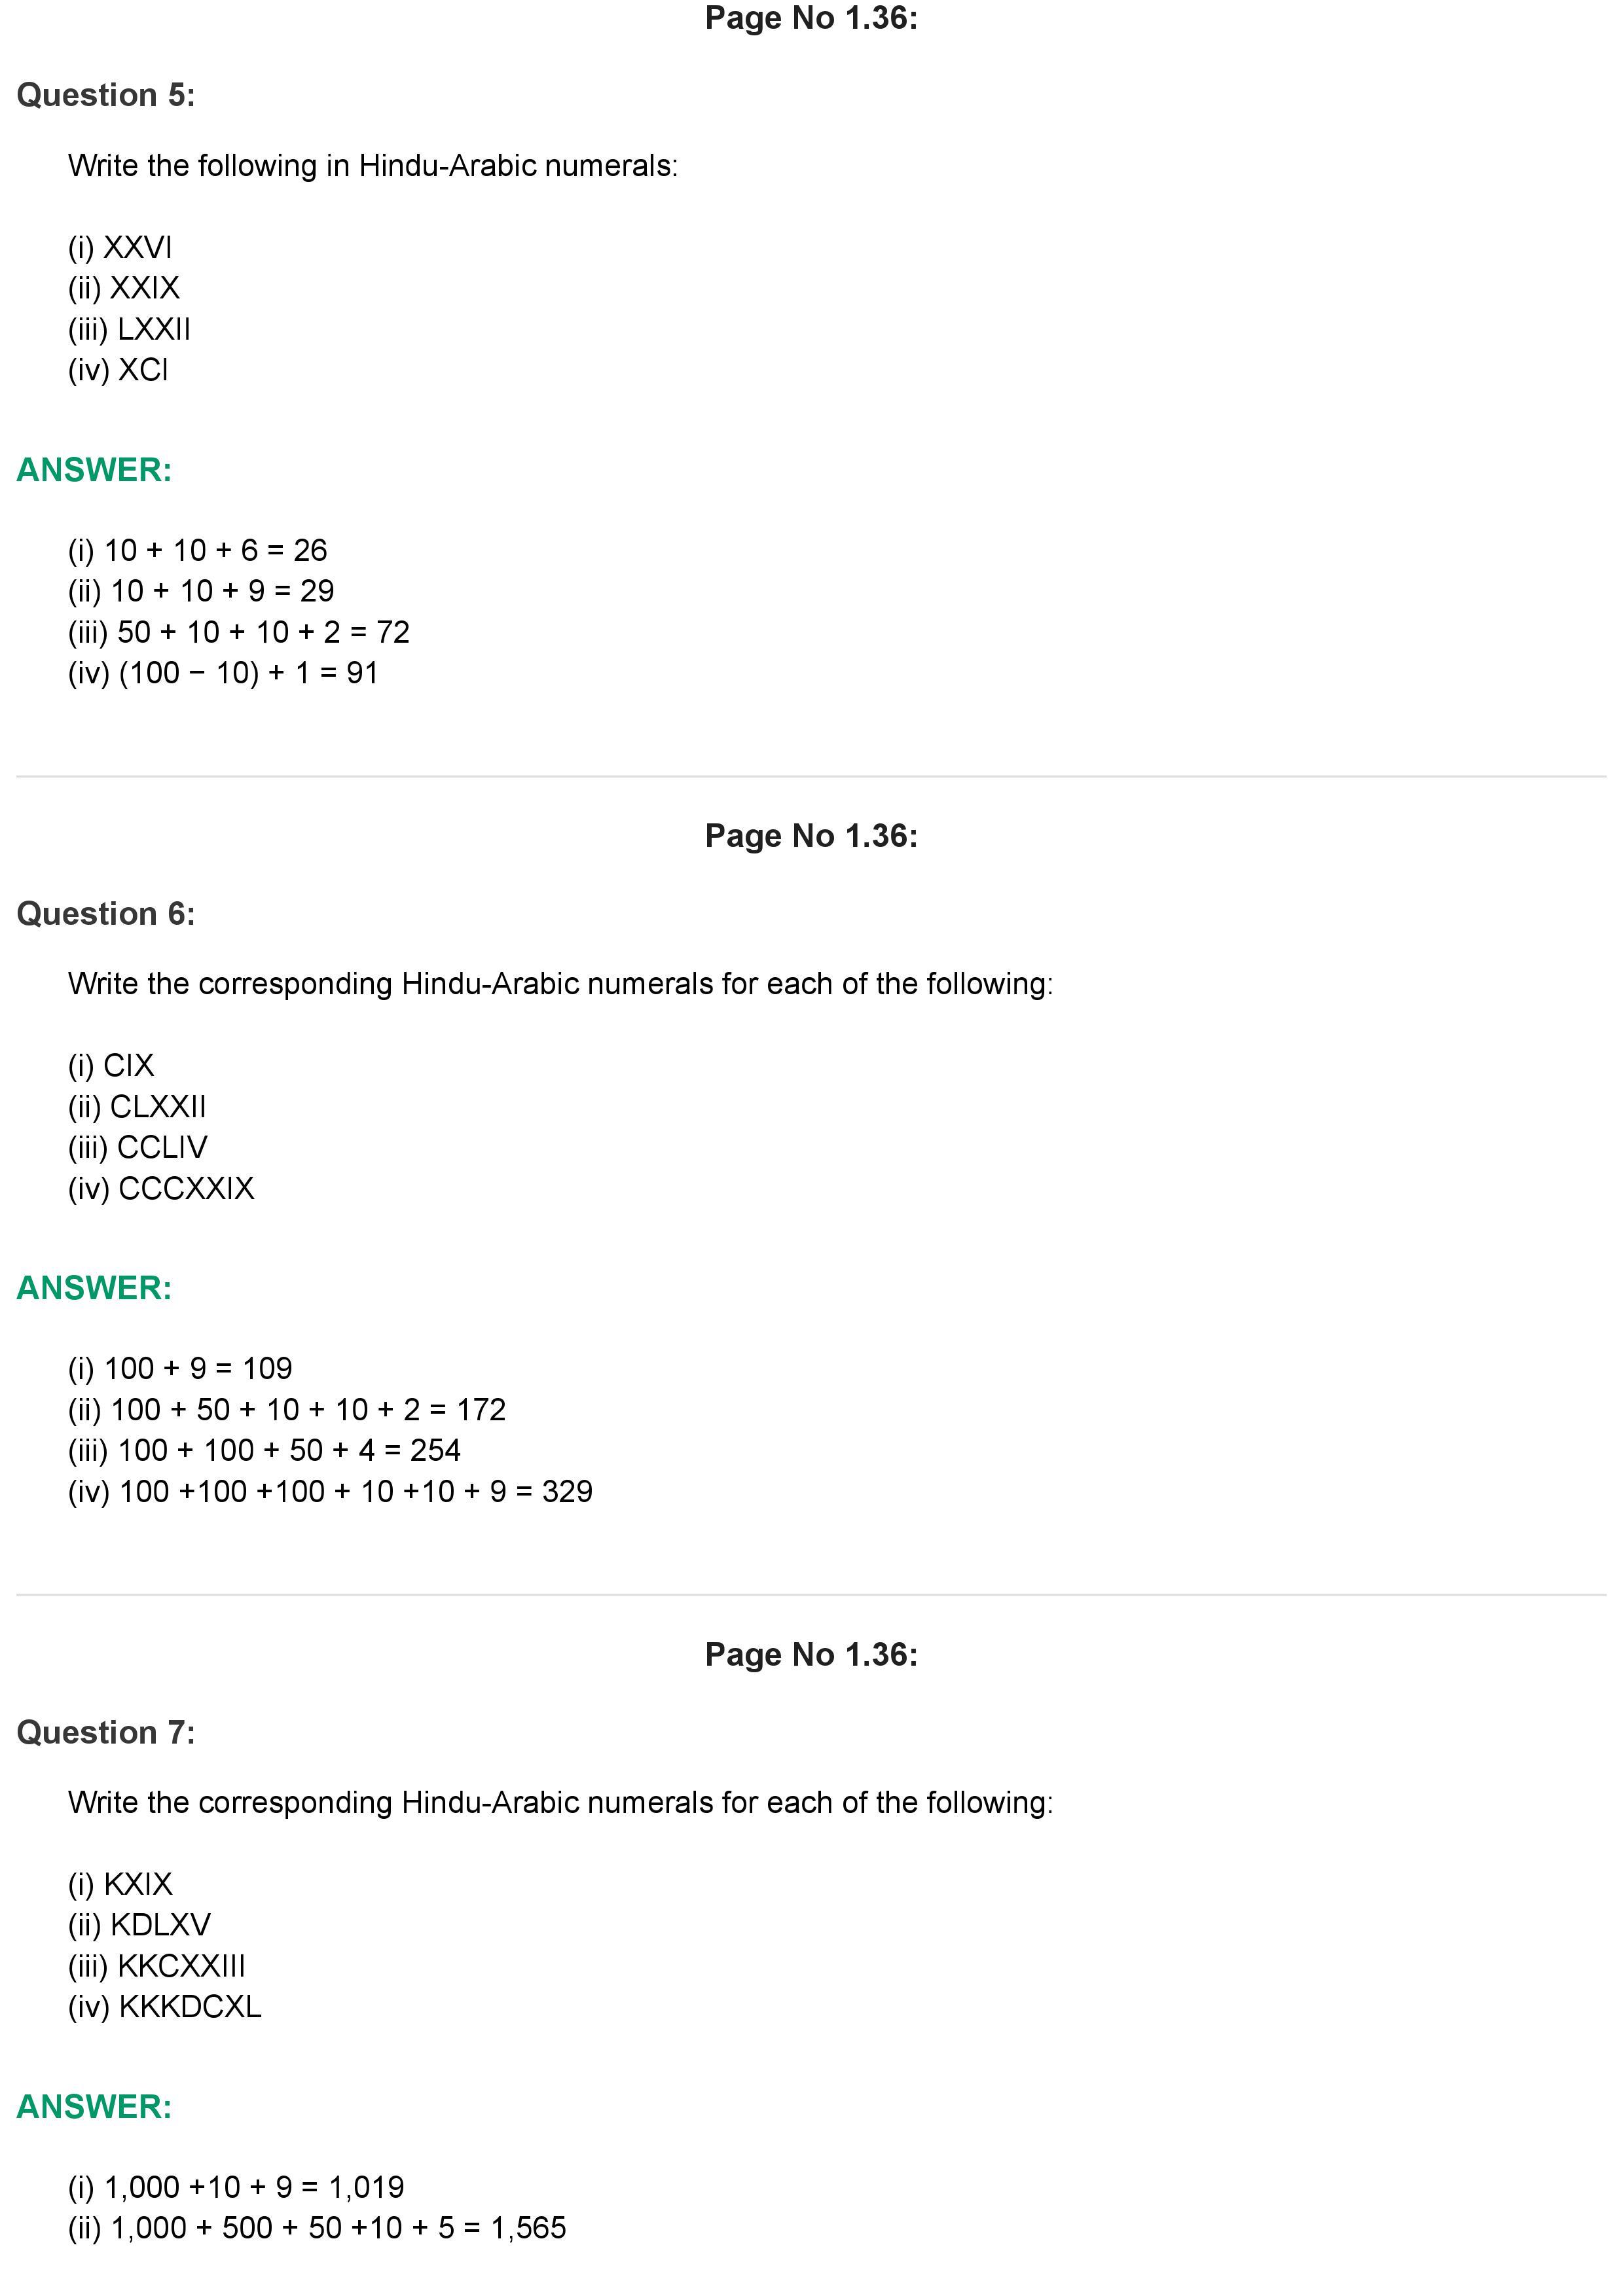 Page No 1.36:
Question 5:
Write the following in Hindu-Arabic numerals:
(i) XXVI
(ii) XXIX
(iii) LXXII
(iv) XCI
ANSWER:
(i) 10 + 10 + 6 = 26
(ii) 10 + 10 + 9 = 29
(iii) 50 + 10 + 10 + 2 = 72
(iv) (100 − 10) + 1 = 91
Page No 1.36:
Question 6:
Write the corresponding Hindu-Arabic numerals for each of the following:
(i) CIX
(ii) CLXXII
(iii) CCLIV
(iv) CCCXXIX
ANSWER:
(i) 100 + 9 = 109
(ii) 100 + 50 + 10 + 10 + 2 = 172
(iii) 100 + 100 + 50 + 4 = 254
(iv) 100 +100 +100 + 10 +10 + 9 = 329
Page No 1.36:
Question 7:
Write the corresponding Hindu-Arabic numerals for each of the following:
(i) KXIX
(ii) KDLXV
(iii) KKCXXIII
(iv) KKKDCXL
ANSWER:
(i) 1,000 +10 + 9 = 1,019
(ii) 1,000 + 500 + 50 +10 + 5 = 1,565